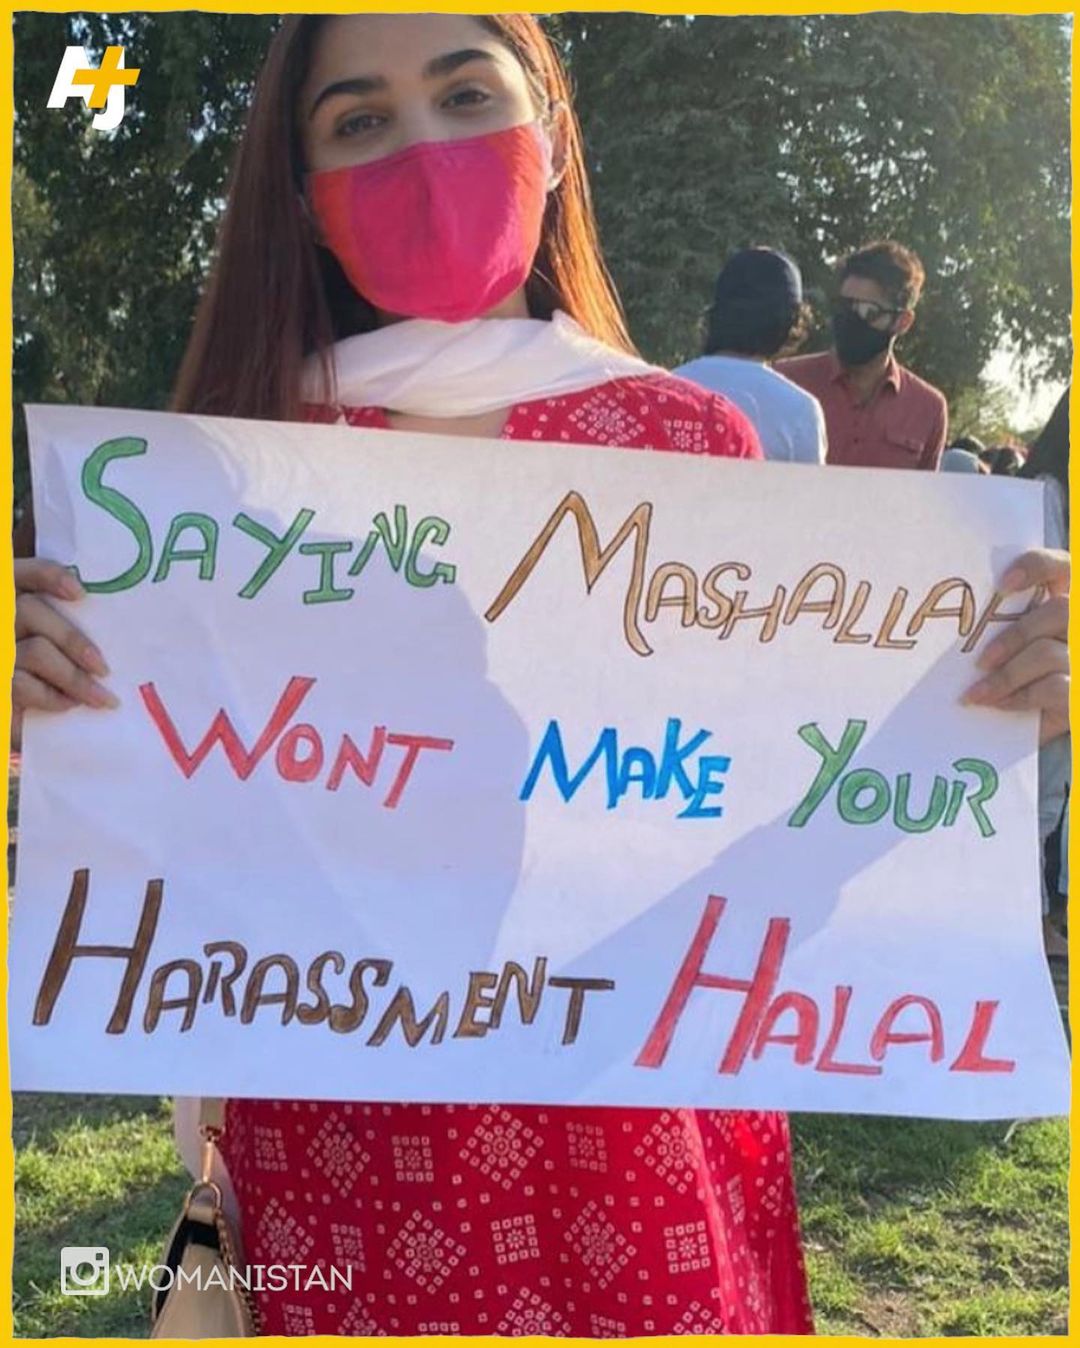 AJ+
SAYING MASHALLAH
WONT MAKE YOUR
HARASSMENT HALAL
WOMANISTAN